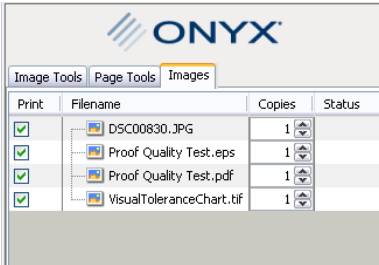 ONYX
Image Tools Page Tools Images
Print Filename Copies Status
DSC00830.JPG 1
Proof Quality Test.eps 1
Proof Quality Test.pdf 1
VisualToleranceChart.tif 1